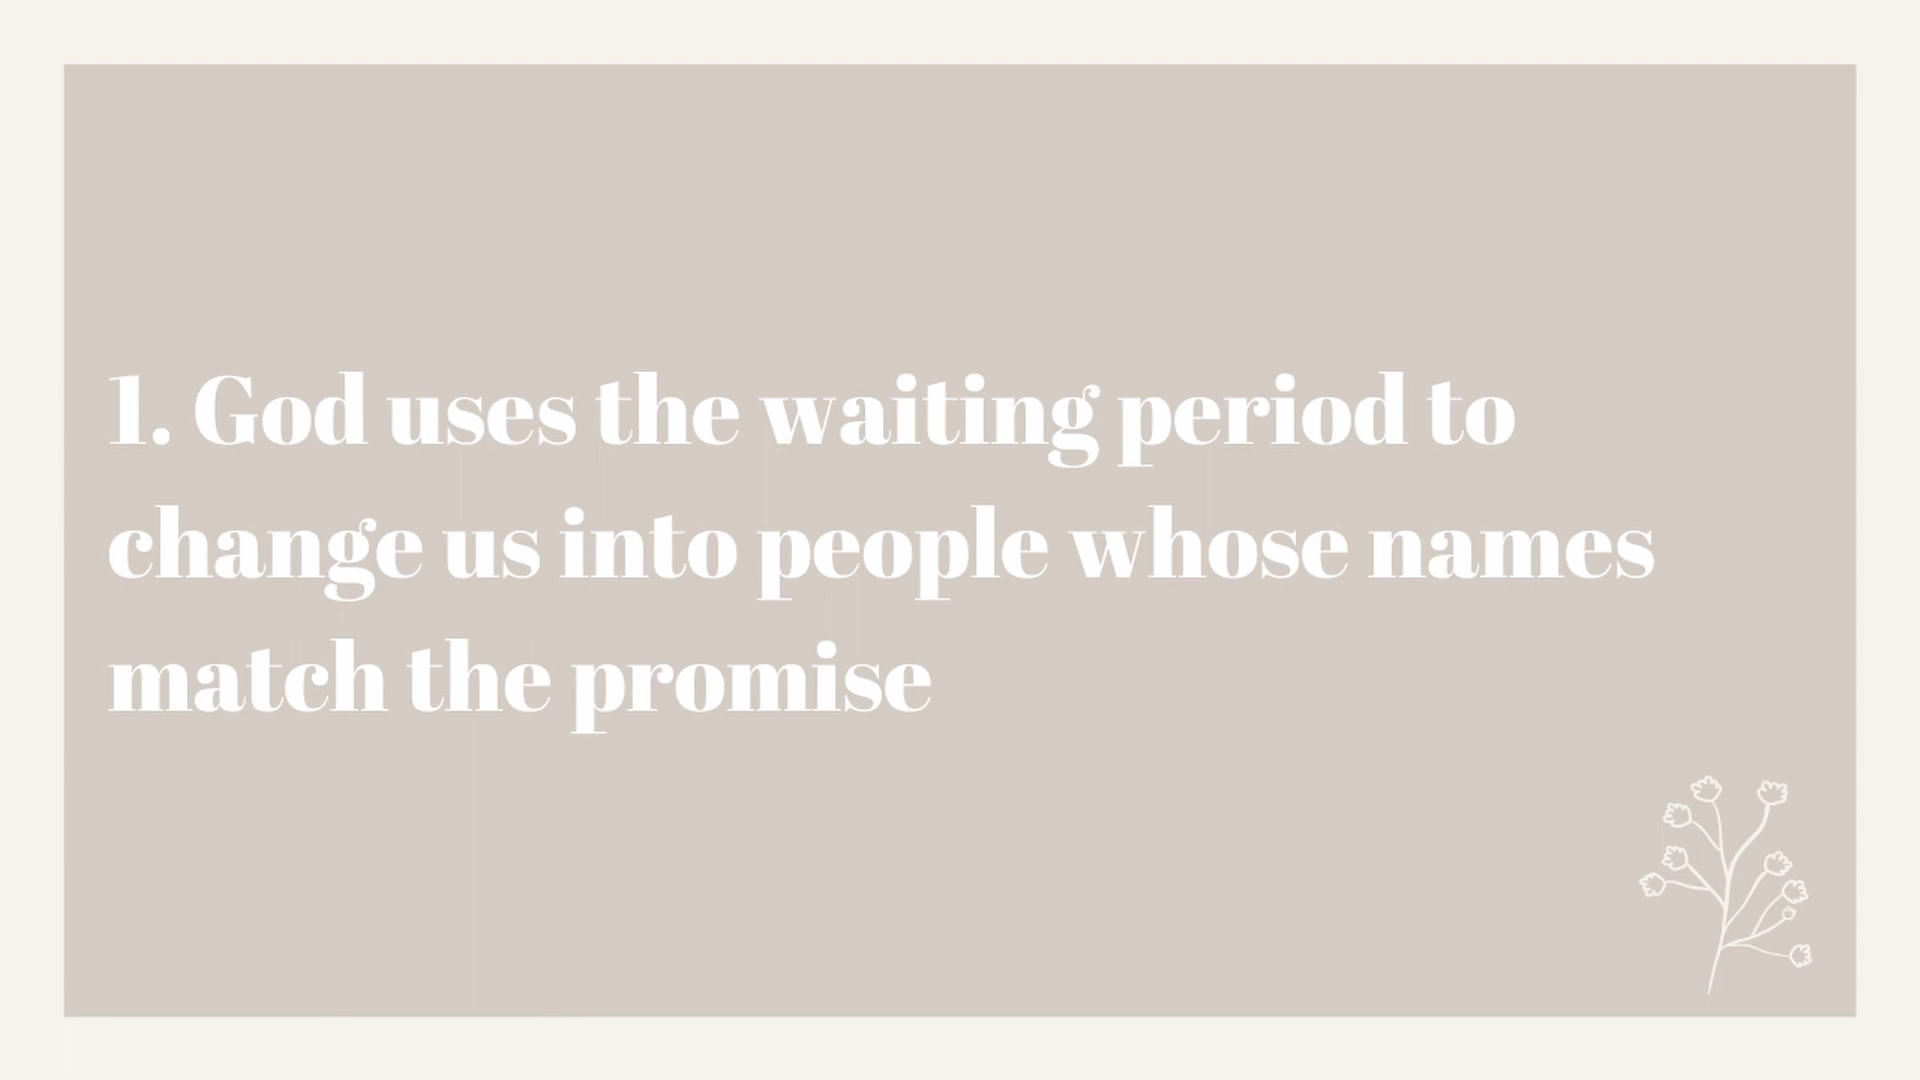 1. God uses the waiting period to
change us into people whose names
match the promise